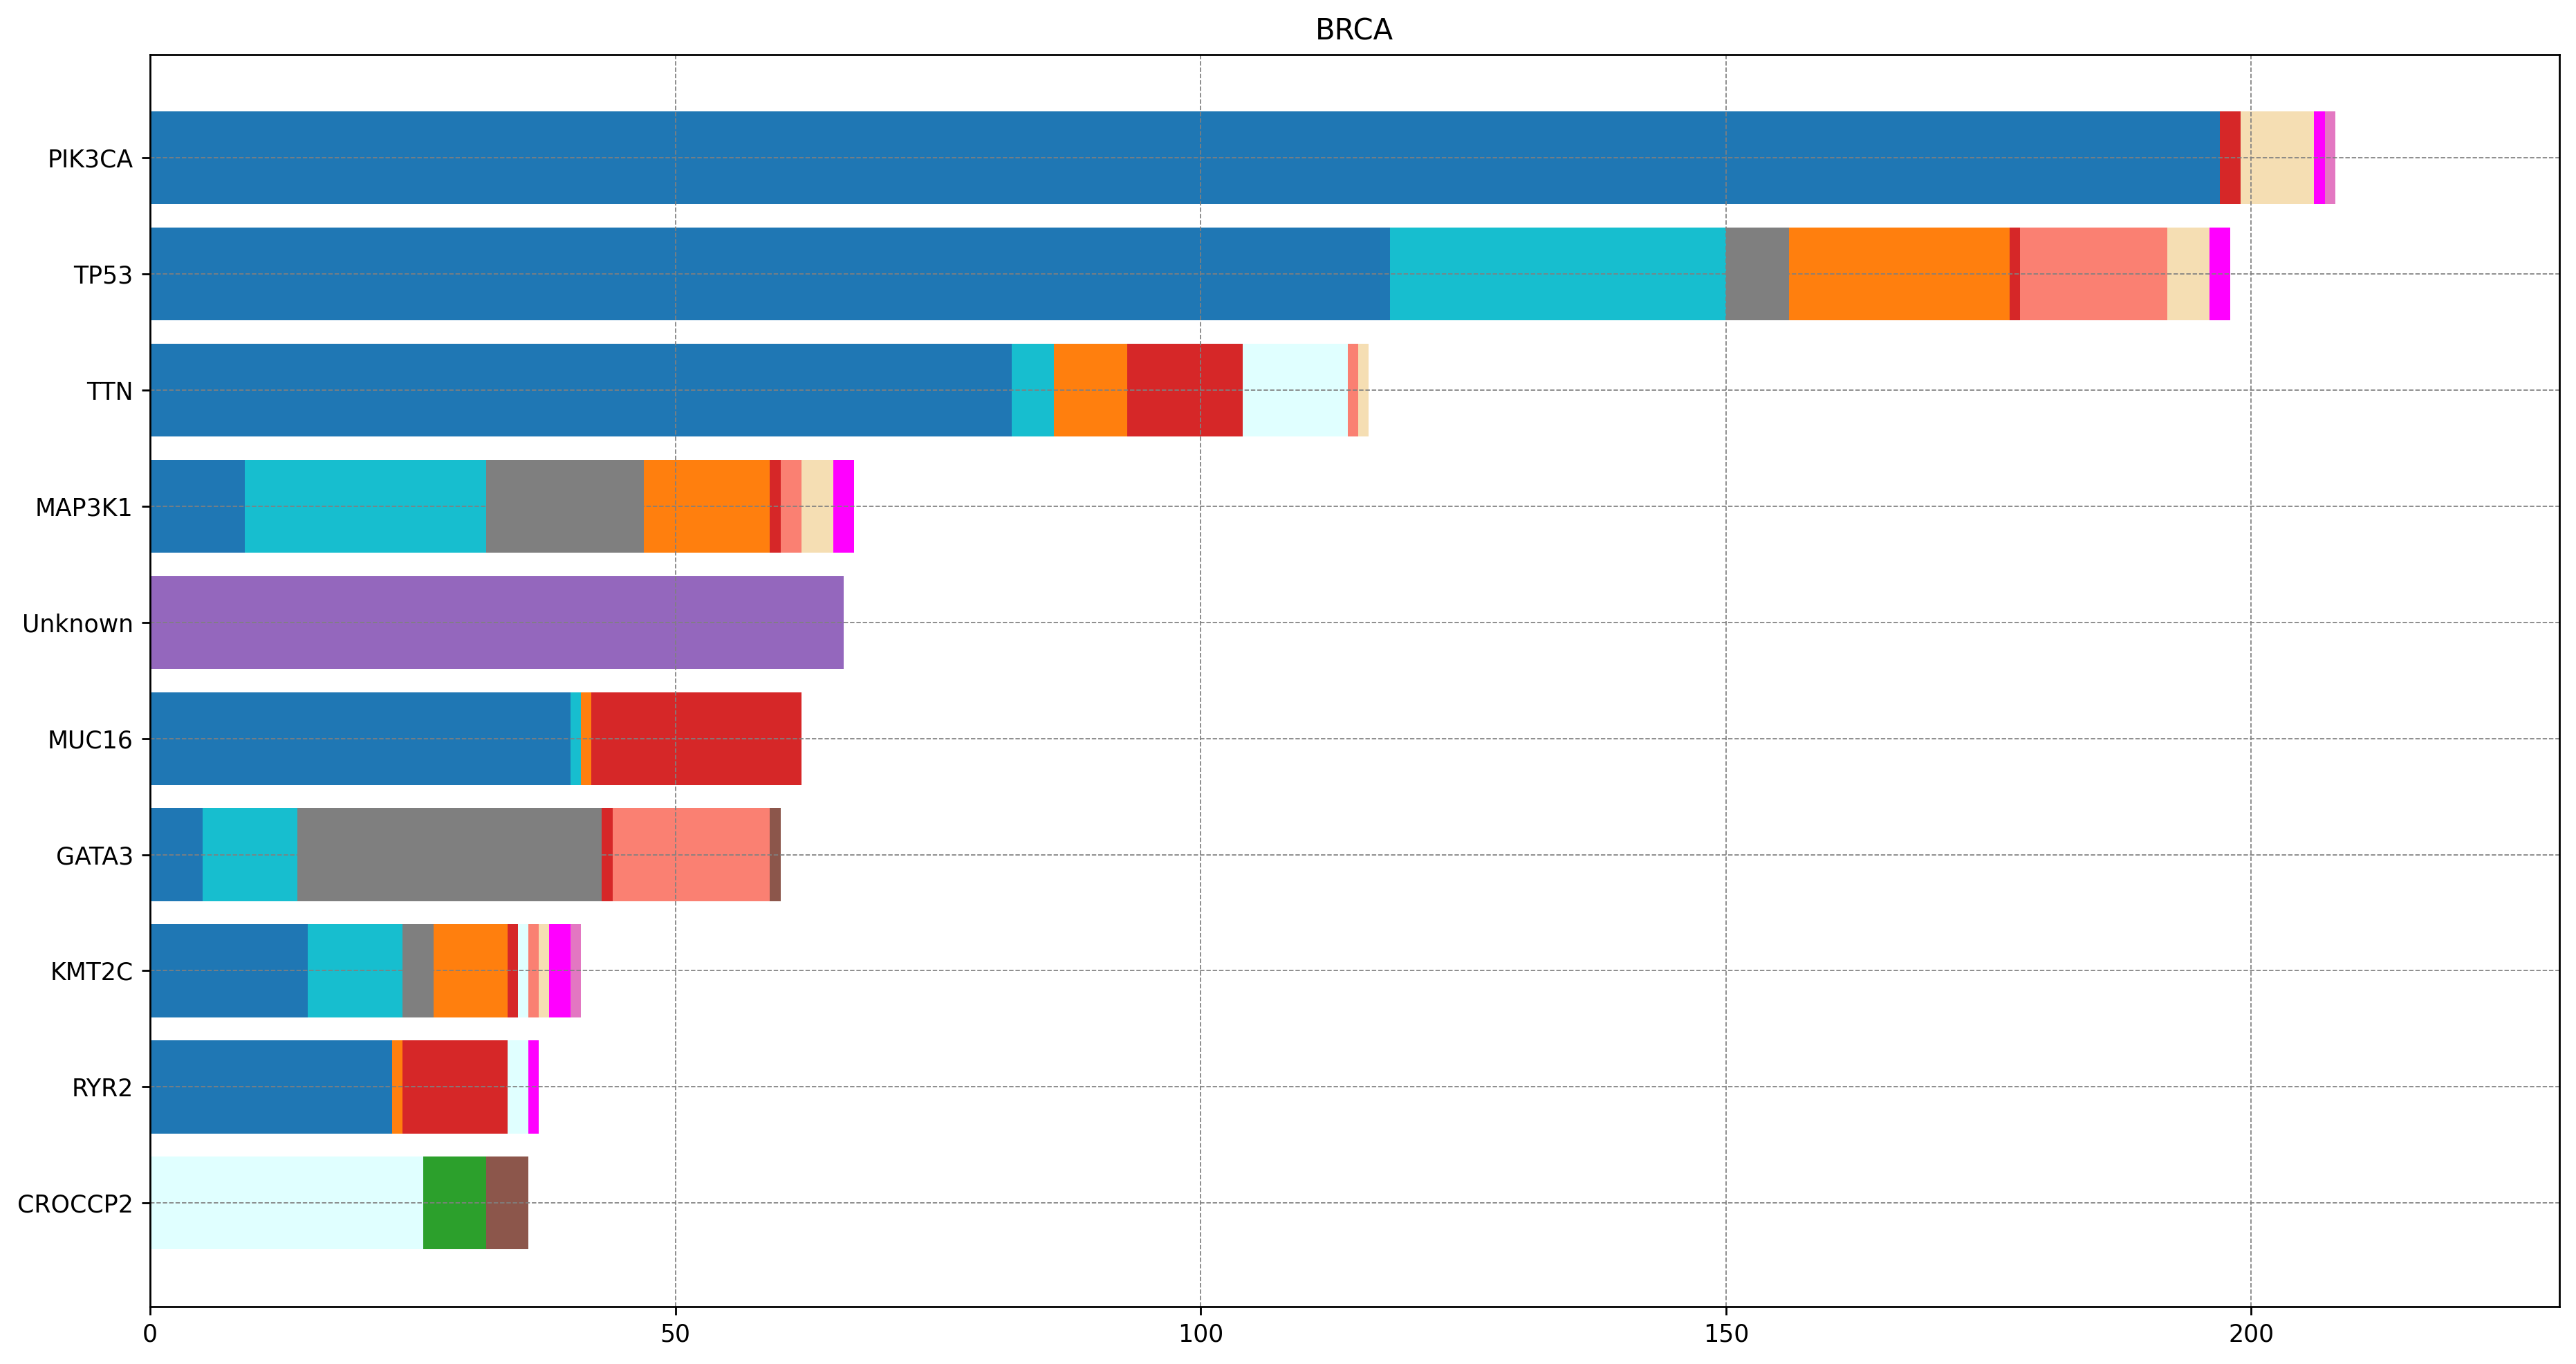 BRCA
PIK3CA
TP53
TTN
MAP3K1
Unknown
MUC16
GATA3
KMT2C
RYR2
CROCCP2
0 50 100 150 200